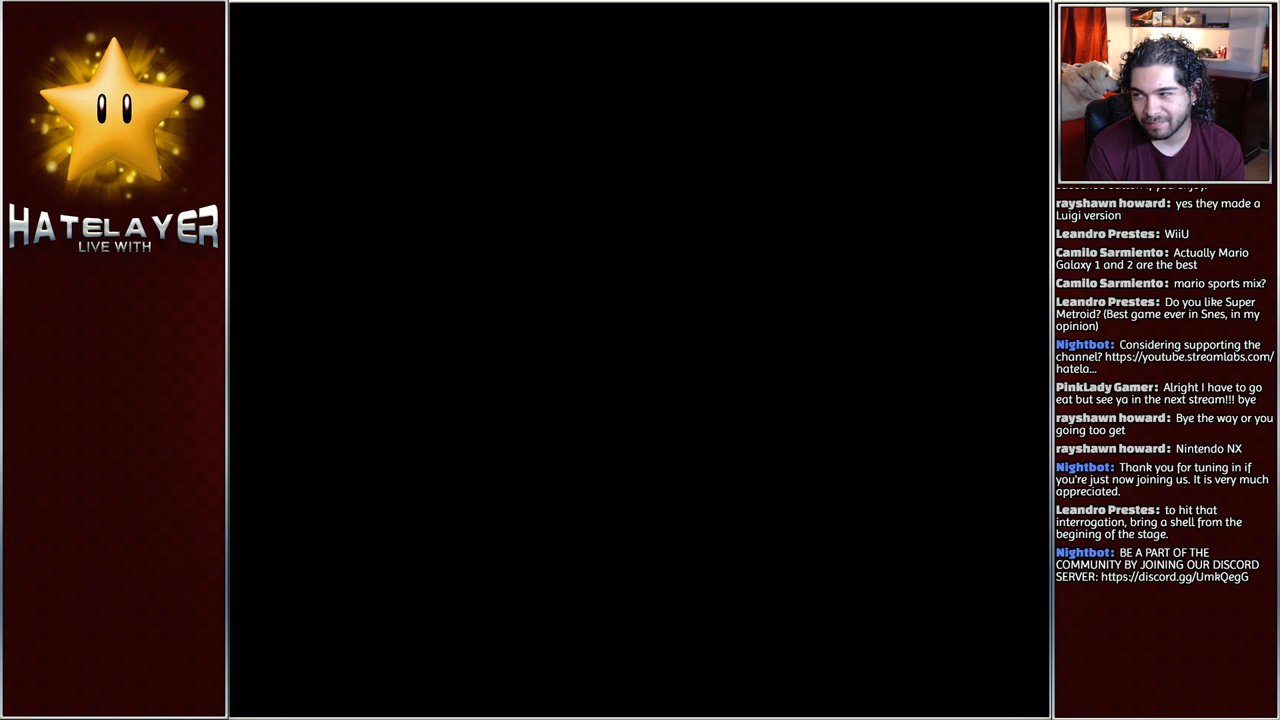 HATELAYER
LIVE WITH
rayshawn howard: yes they made a
Luigi version
Leandro Prestes: WiiU
Camilo Sarmiento: Actually Mario
Galaxy 1 and 2 are the best
Camilo Sarmiento: mario sports mix?
Leandro Prestes: Do you like Super
Metroid? (Best game ever in Snes, in my
opinion)
Nightbot: Considering supporting the
channel? https://youtube.streamlabs.com/
hatela...
PinkLady Gamer: Alright I have to go
eat but see ya in the next stream!!! bye
rayshawn howard: Bye the way or you
going too get
rayshawn howard: Nintendo NX
Nightbot: Thank you for tuning in if
you're just now joining us. It is very much
appreciated.
Leandro Prestes: to hit that
interrogation, bring a shell from the
begining of the stage.
Nightbot: BE A PART OF THE
COMMUNITY BY JOINING OUR DISCORD
SERVER: https://discord.gg/UmkQegG